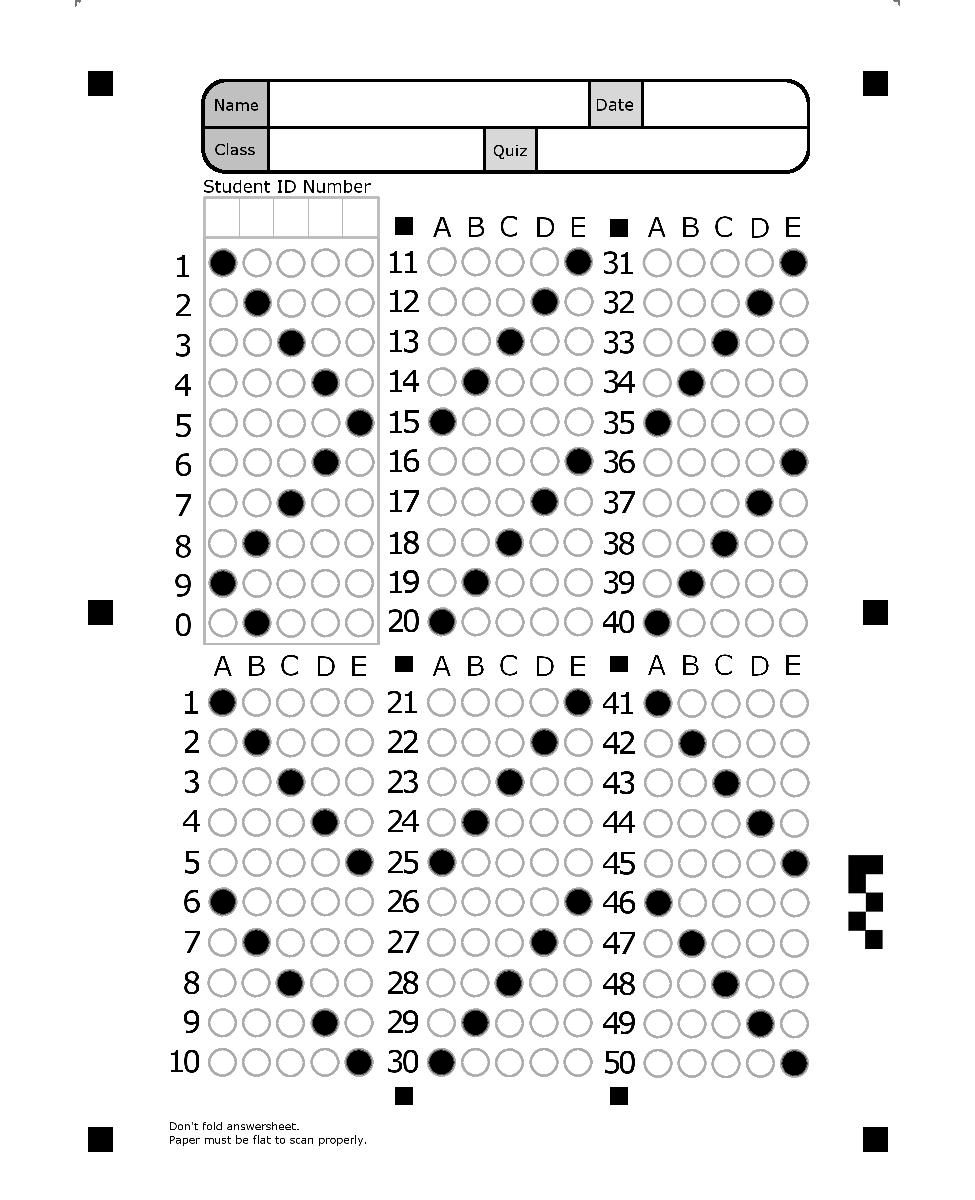 Name Date
Class Quiz
Student ID Number
A B C D E A B C D E
1 11 31
2 12 32
3 13 33
4 14 34
5 15 35
6 16 36
7 17 37
8 18 38
9 19 39
0 20 40
A B C D E A B C D E A B C D E
1 21 41
2 22 42
3 23 43
4 24 44
5 25 45
6 26 46
7 27 47
8 28 48
9 29 49
10 30 50
Don't fold answersheet.
Paper must be flat to scan properly.